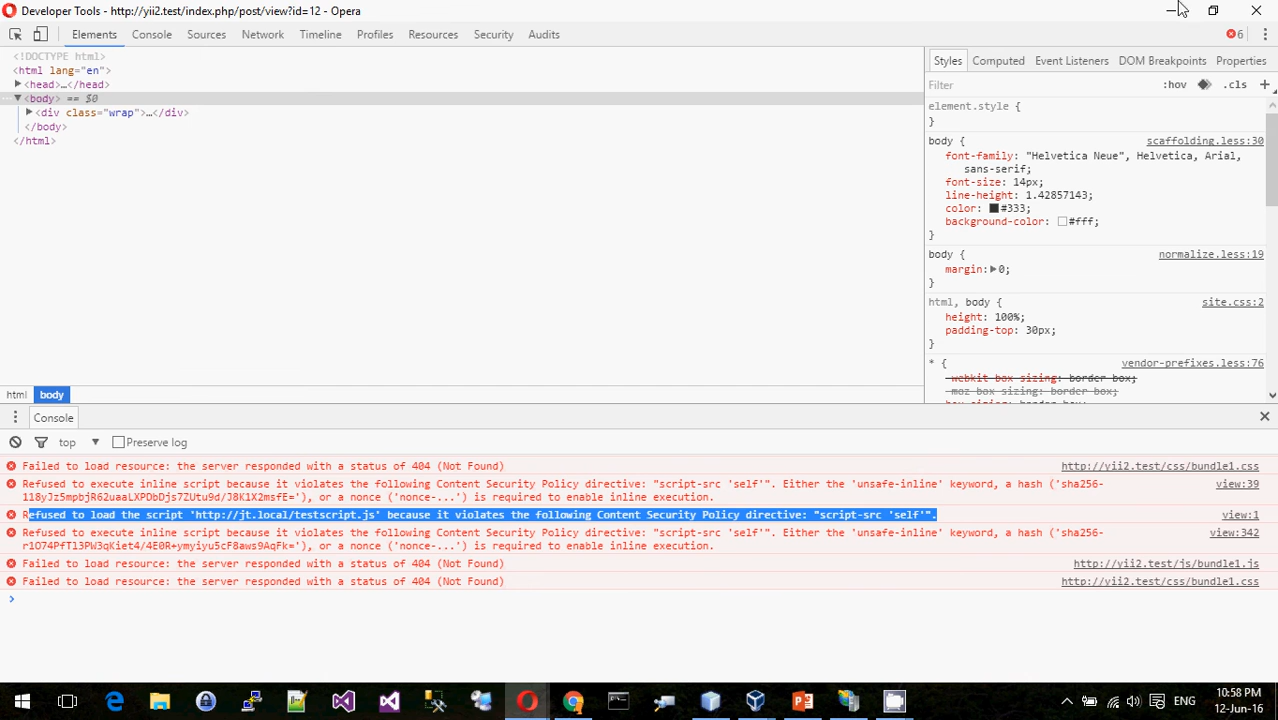 Developer Tools - http://yii2.test/index.php/post/view?id=12 - Opera
Elements Console Sources Network Timeline Profiles Resources Security Audits 6
<!DOCTYPE html>
<html lang="en">
<head>…</head>
<body> == $0
<div class="wrap">…</div>
</body>
</html>
html body
Styles Computed Event Listeners DOM Breakpoints Properties
Filter :hov .cls +
element.style {
}
body { scaffolding.less:30
font-family: "Helvetica Neue", Helvetica, Arial,
sans-serif;
font-size: 14px;
line-height: 1.42857143;
color: #333;
background-color: #fff;
}
body { normalize.less:19
margin: 0;
}
html, body { site.css:2
height: 100%;
padding-top: 30px;
}
* { vendor-prefixes.less:76
-webkit-box-sizing: border-box;
-moz-box-sizing: border-box;
box-sizing: border-box;
Console
top Preserve log
Failed to load resource: the server responded with a status of 404 (Not Found) http://yii2.test/css/bundle1.css
Refused to execute inline script because it violates the following Content Security Policy directive: "script-src 'self'". Either the 'unsafe-inline' keyword, a hash ('sha256- view:39
), or a nonce ('nonce-...') is required to enable inline execution.
Refused to load the script 'http://jt.local/testscript.js' because it violates the following Content Security Policy directive: "script-src 'self'". view:1
Refused to execute inline script because it violates the following Content Security Policy directive: "script-src 'self'". Either the 'unsafe-inline' keyword, a hash ('sha256- view:342
), or a nonce ('nonce-...') is required to enable inline execution.
Failed to load resource: the server responded with a status of 404 (Not Found) http://yii2.test/js/bundle1.js
Failed to load resource: the server responded with a status of 404 (Not Found) http://yii2.test/css/bundle1.css
>
ENG
10:58 PM
12-Jun-16